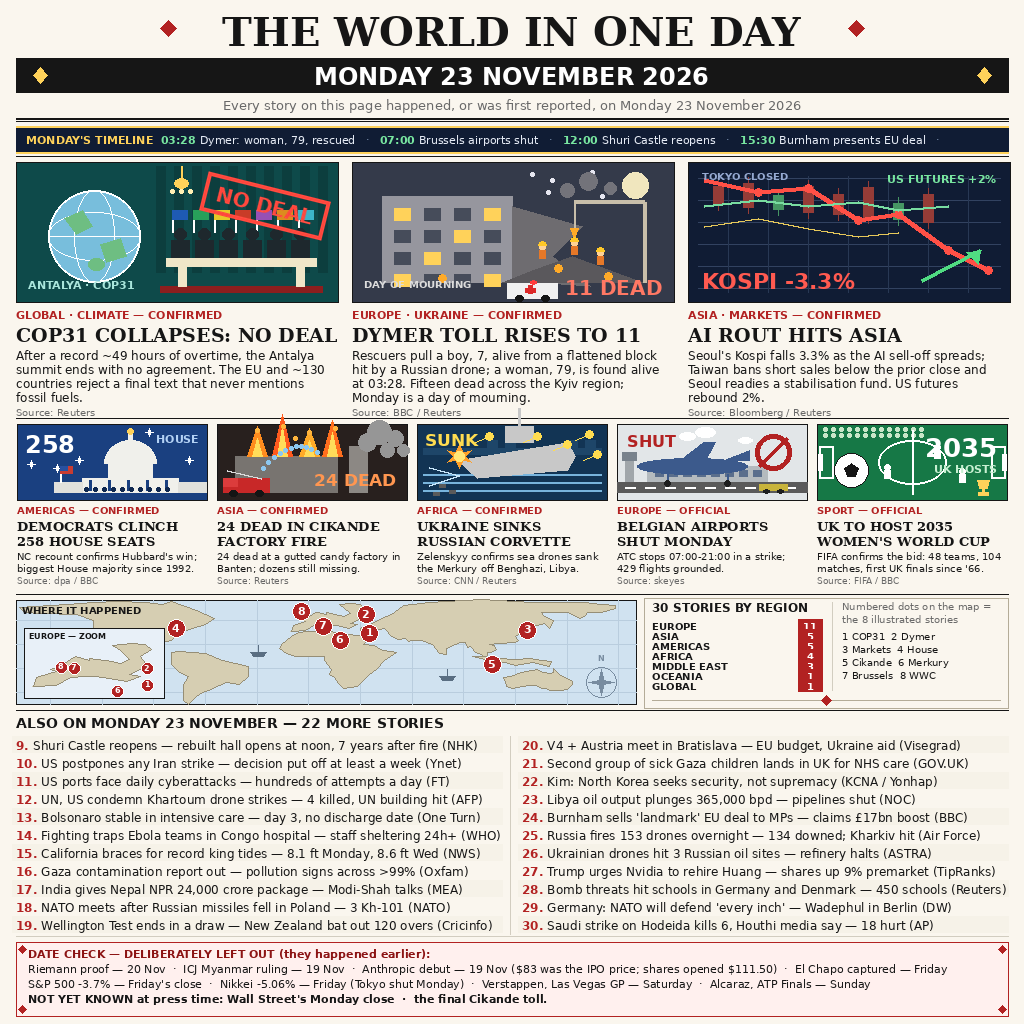 THE WORLD IN ONE DAY
MONDAY 23 NOVEMBER 2026
Every story on this page happened, or was first reported, on Monday 23 November 2026
MONDAY'S TIMELINE 03:28 Dymer: woman, 79, rescued · 07:00 Brussels airports shut · 12:00 Shuri Castle reopens · 15:30 Burnham presents EU deal ·
NO DEAL
ANTALYA · COP31
DAY OF MOURNING
11 DEAD
TOKYO CLOSED
US FUTURES +2%
KOSPI -3.3%
GLOBAL · CLIMATE — CONFIRMED
COP31 COLLAPSES: NO DEAL
After a record ~49 hours of overtime, the Antalya
summit ends with no agreement. The EU and ~130
countries reject a final text that never mentions
fossil fuels.
Source: Reuters
EUROPE · UKRAINE — CONFIRMED
DYMER TOLL RISES TO 11
Rescuers pull a boy, 7, alive from a flattened block
hit by a Russian drone; a woman, 79, is found alive
at 03:28. Fifteen dead across the Kyiv region;
Monday is a day of mourning.
Source: BBC / Reuters
ASIA · MARKETS — CONFIRMED
AI ROUT HITS ASIA
Seoul's Kospi falls 3.3% as the AI sell-off spreads;
Taiwan bans short sales below the prior close and
Seoul readies a stabilisation fund. US futures
rebound 2%.
Source: Bloomberg / Reuters
258
HOUSE
AMERICAS — CONFIRMED
DEMOCRATS CLINCH
258 HOUSE SEATS
NC recount confirms Hubbard's win;
biggest House majority since 1992.
Source: dpa / BBC
24 DEAD
ASIA — CONFIRMED
24 DEAD IN CIKANDE
FACTORY FIRE
24 dead at a gutted candy factory in
Banten; dozens still missing.
Source: Reuters
SUNK
AFRICA — CONFIRMED
UKRAINE SINKS
RUSSIAN CORVETTE
Zelenskyy confirms sea drones sank
the Merkury off Benghazi, Libya.
Source: CNN / Reuters
SHUT
EUROPE — OFFICIAL
BELGIAN AIRPORTS
SHUT MONDAY
ATC stops 07:00-21:00 in a strike;
429 flights grounded.
Source: skeyes
2035
UK HOSTS
SPORT — OFFICIAL
UK TO HOST 2035
WOMEN'S WORLD CUP
FIFA confirms the bid: 48 teams, 104
matches, first UK finals since '66.
Source: FIFA / BBC
WHERE IT HAPPENED
EUROPE — ZOOM
8 7 2 1 6
4 8 7 6 2 1 3 5
N
30 STORIES BY REGION
EUROPE 11
ASIA 5
AMERICAS 5
AFRICA 4
MIDDLE EAST 3
OCEANIA 1
GLOBAL 1
Numbered dots on the map =
the 8 illustrated stories
1 COP31 2 Dymer
3 Markets 4 House
5 Cikande 6 Merkury
7 Brussels 8 WWC
ALSO ON MONDAY 23 NOVEMBER — 22 MORE STORIES
9. Shuri Castle reopens — rebuilt hall opens at noon, 7 years after fire (NHK)
10. US postpones any Iran strike — decision put off at least a week (Ynet)
11. US ports face daily cyberattacks — hundreds of attempts a day (FT)
12. UN, US condemn Khartoum drone strikes — 4 killed, UN building hit (AFP)
13. Bolsonaro stable in intensive care — day 3, no discharge date (One Turn)
14. Fighting traps Ebola teams in Congo hospital — staff sheltering 24h+ (WHO)
15. California braces for record king tides — 8.1 ft Monday, 8.6 ft Wed (NWS)
16. Gaza contamination report out — pollution signs across >99% (Oxfam)
17. India gives Nepal NPR 24,000 crore package — Modi-Shah talks (MEA)
18. NATO meets after Russian missiles fell in Poland — 3 Kh-101 (NATO)
19. Wellington Test ends in a draw — New Zealand bat out 120 overs (Cricinfo)
20. V4 + Austria meet in Bratislava — EU budget, Ukraine aid (Visegrad)
21. Second group of sick Gaza children lands in UK for NHS care (GOV.UK)
22. Kim: North Korea seeks security, not supremacy (KCNA / Yonhap)
23. Libya oil output plunges 365,000 bpd — pipelines shut (NOC)
24. Burnham sells 'landmark' EU deal to MPs — claims £17bn boost (BBC)
25. Russia fires 153 drones overnight — 134 downed; Kharkiv hit (Air Force)
26. Ukrainian drones hit 3 Russian oil sites — refinery halts (ASTRA)
27. Trump urges Nvidia to rehire Huang — shares up 9% premarket (TipRanks)
28. Bomb threats hit schools in Germany and Denmark — 450 schools (Reuters)
29. Germany: NATO will defend 'every inch' — Wadephul in Berlin (DW)
30. Saudi strike on Hodeida kills 6, Houthi media say — 18 hurt (AP)
DATE CHECK — DELIBERATELY LEFT OUT (they happened earlier):
Riemann proof — 20 Nov · ICJ Myanmar ruling — 19 Nov · Anthropic debut — 19 Nov ($83 was the IPO price; shares opened $111.50) · El Chapo captured — Friday
S&P 500 -3.7% — Friday's close · Nikkei -5.06% — Friday (Tokyo shut Monday) · Verstappen, Las Vegas GP — Saturday · Alcaraz, ATP Finals — Sunday
NOT YET KNOWN at press time: Wall Street's Monday close · the final Cikande toll.